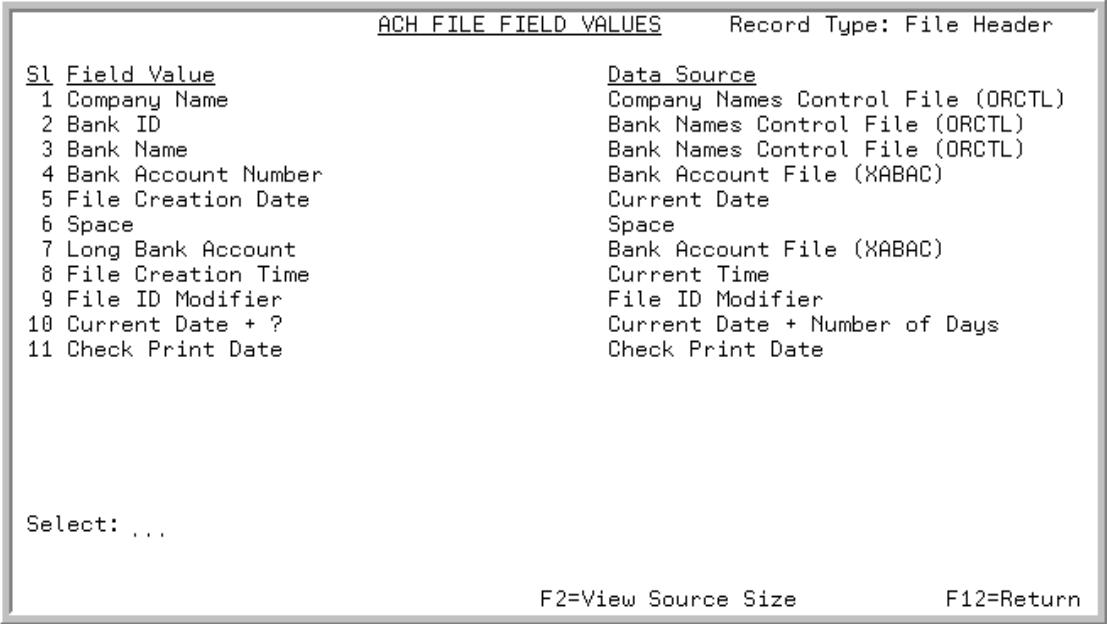 ACH FILE FIELD VALUES Record Type: File Header
Sl Field Value Data Source
1 Company Name Company Names Control File (ORCTL)
2 Bank ID Bank Names Control File (ORCTL)
3 Bank Name Bank Names Control File (ORCTL)
4 Bank Account Number Bank Account File (XABAC)
5 File Creation Date Current Date
6 Space Space
7 Long Bank Account Bank Account File (XABAC)
8 File Creation Time Current Time
9 File ID Modifier File ID Modifier
10 Current Date + ? Current Date + Number of Days
11 Check Print Date Check Print Date
Select: ...
F2=View Source Size F12=Return